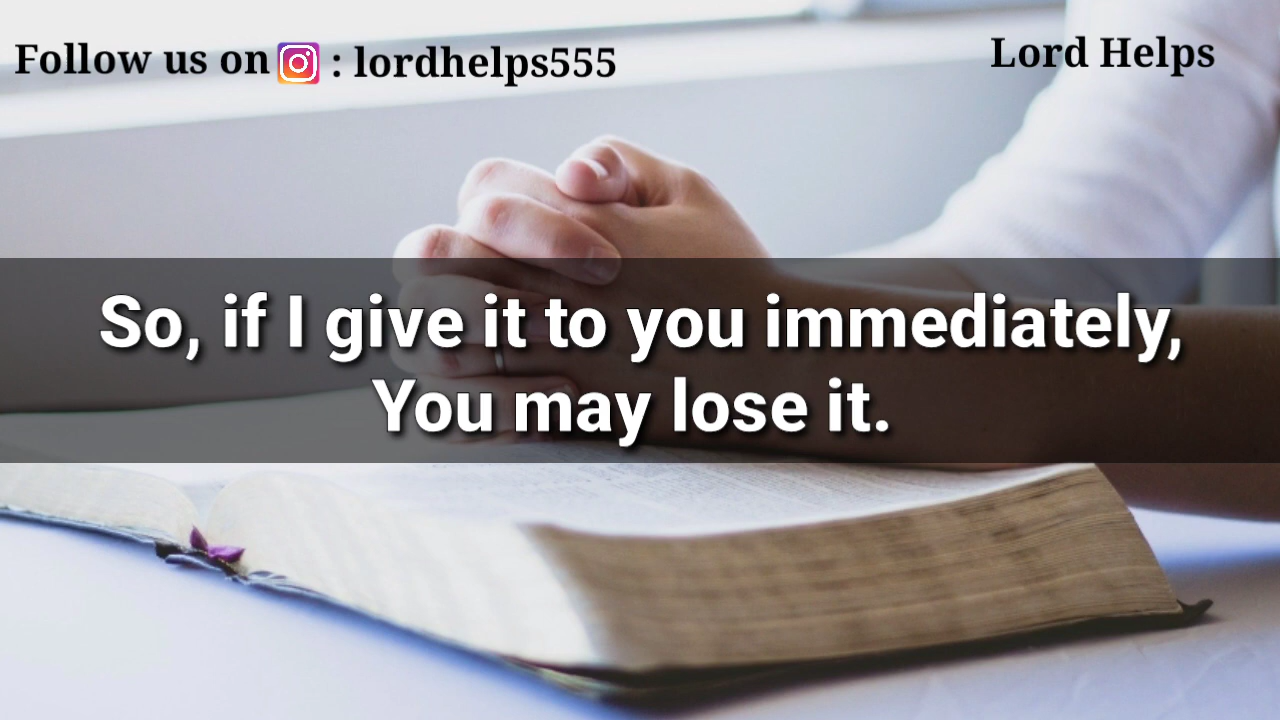 Follow us on : lordhelps555
Lord Helps
So, if I give it to you immediately,
You may lose it.